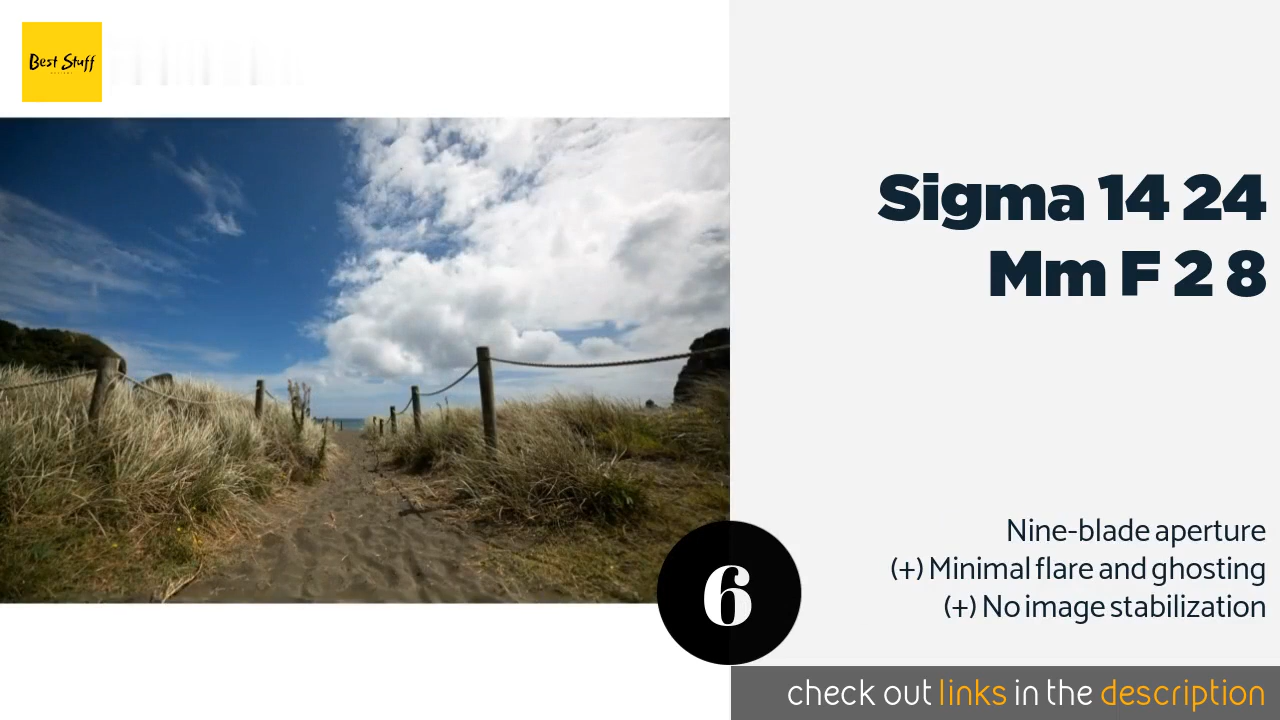 Best Stuff
Sigma 14 24
Mm F 2 8
Nine-blade aperture
(+) Minimal flare and ghosting
(+) No image stabilization
6
check out links in the description